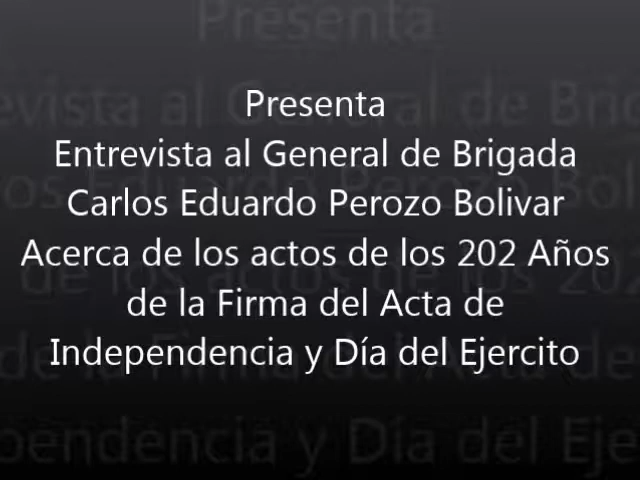 Presenta
Entrevista al General de Brigada
Carlos Eduardo Perozo Bolivar
Acerca de los actos de los 202 Años
de la Firma del Acta de
Independencia y Día del Ejercito